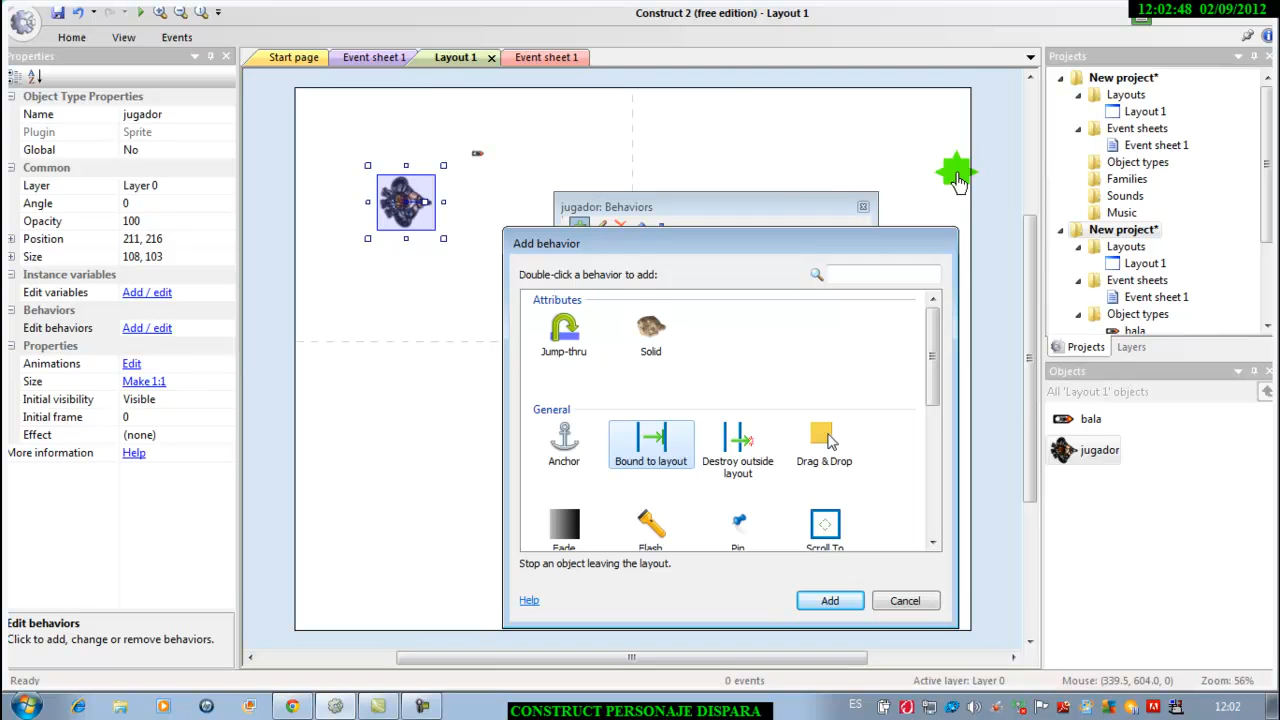 Construct 2 (free edition) - Layout 1
12:02:48 02/09/2012
Home
View
Events
Properties
Start page
Event sheet 1
Layout 1
Event sheet 1
Projects
Object Type Properties
Name
jugador
Plugin
Sprite
Global
No
Common
Layer
Layer 0
Angle
0
Opacity
100
Position
211, 216
Size
108, 103
Instance variables
Edit variables
Add / edit
Behaviors
Edit behaviors
Add / edit
Properties
Animations
Edit
Size
Make 1:1
Initial visibility
Visible
Initial frame
0
Effect
(none)
More information
Help
Edit behaviors
Click to add, change or remove behaviors.
jugador: Behaviors
Add behavior
Double-click a behavior to add:
Attributes
Jump-thru
Solid
General
Anchor
Bound to layout
Destroy outside
layout
Drag & Drop
Fade
Flash
Pin
Scroll To
Stop an object leaving the layout.
Help
Add
Cancel
New project*
Layouts
Layout 1
Event sheets
Event sheet 1
Object types
Families
Sounds
Music
New project*
Layouts
Layout 1
Event sheets
Event sheet 1
Object types
bala
Projects
Layers
Objects
All 'Layout 1' objects
bala
jugador
Ready
0 events
Active layer: Layer 0
Mouse: (339.5, 604.0, 0)
Zoom: 56%
CONSTRUCT PERSONAJE DISPARA
ES
12:02